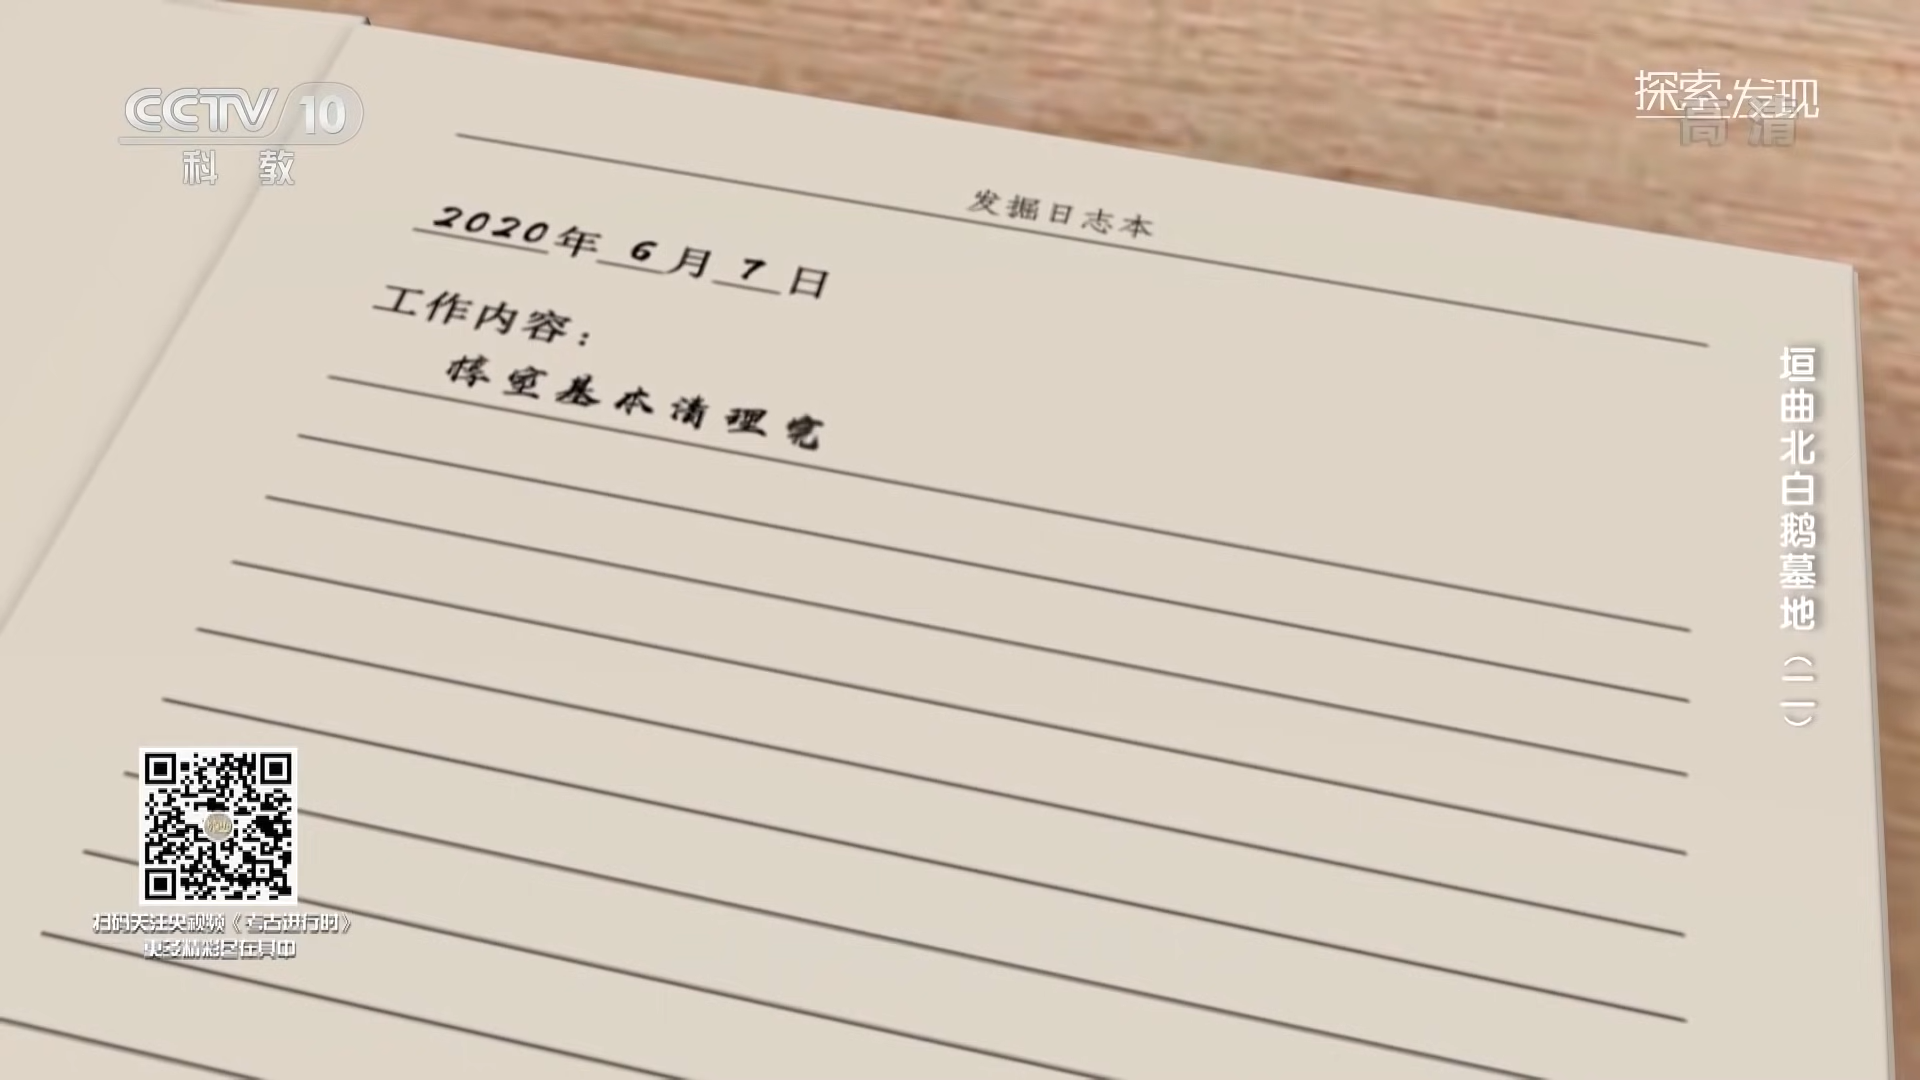 CCTV 10
科教
探索·发现
高清
发掘日志本
2020年 6月 7日
工作内容：
椁室基本清理完
垣曲北白鹅墓地（二）
扫码关注央视频《考古进行时》
更多精彩尽在其中